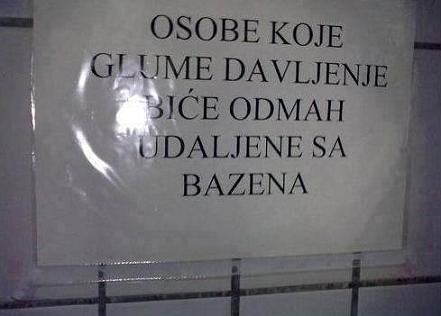 OSOBE KOJE
GLUME DAVLJENJE
BIĆE ODMAH
UDALJENE SA
BAZENA